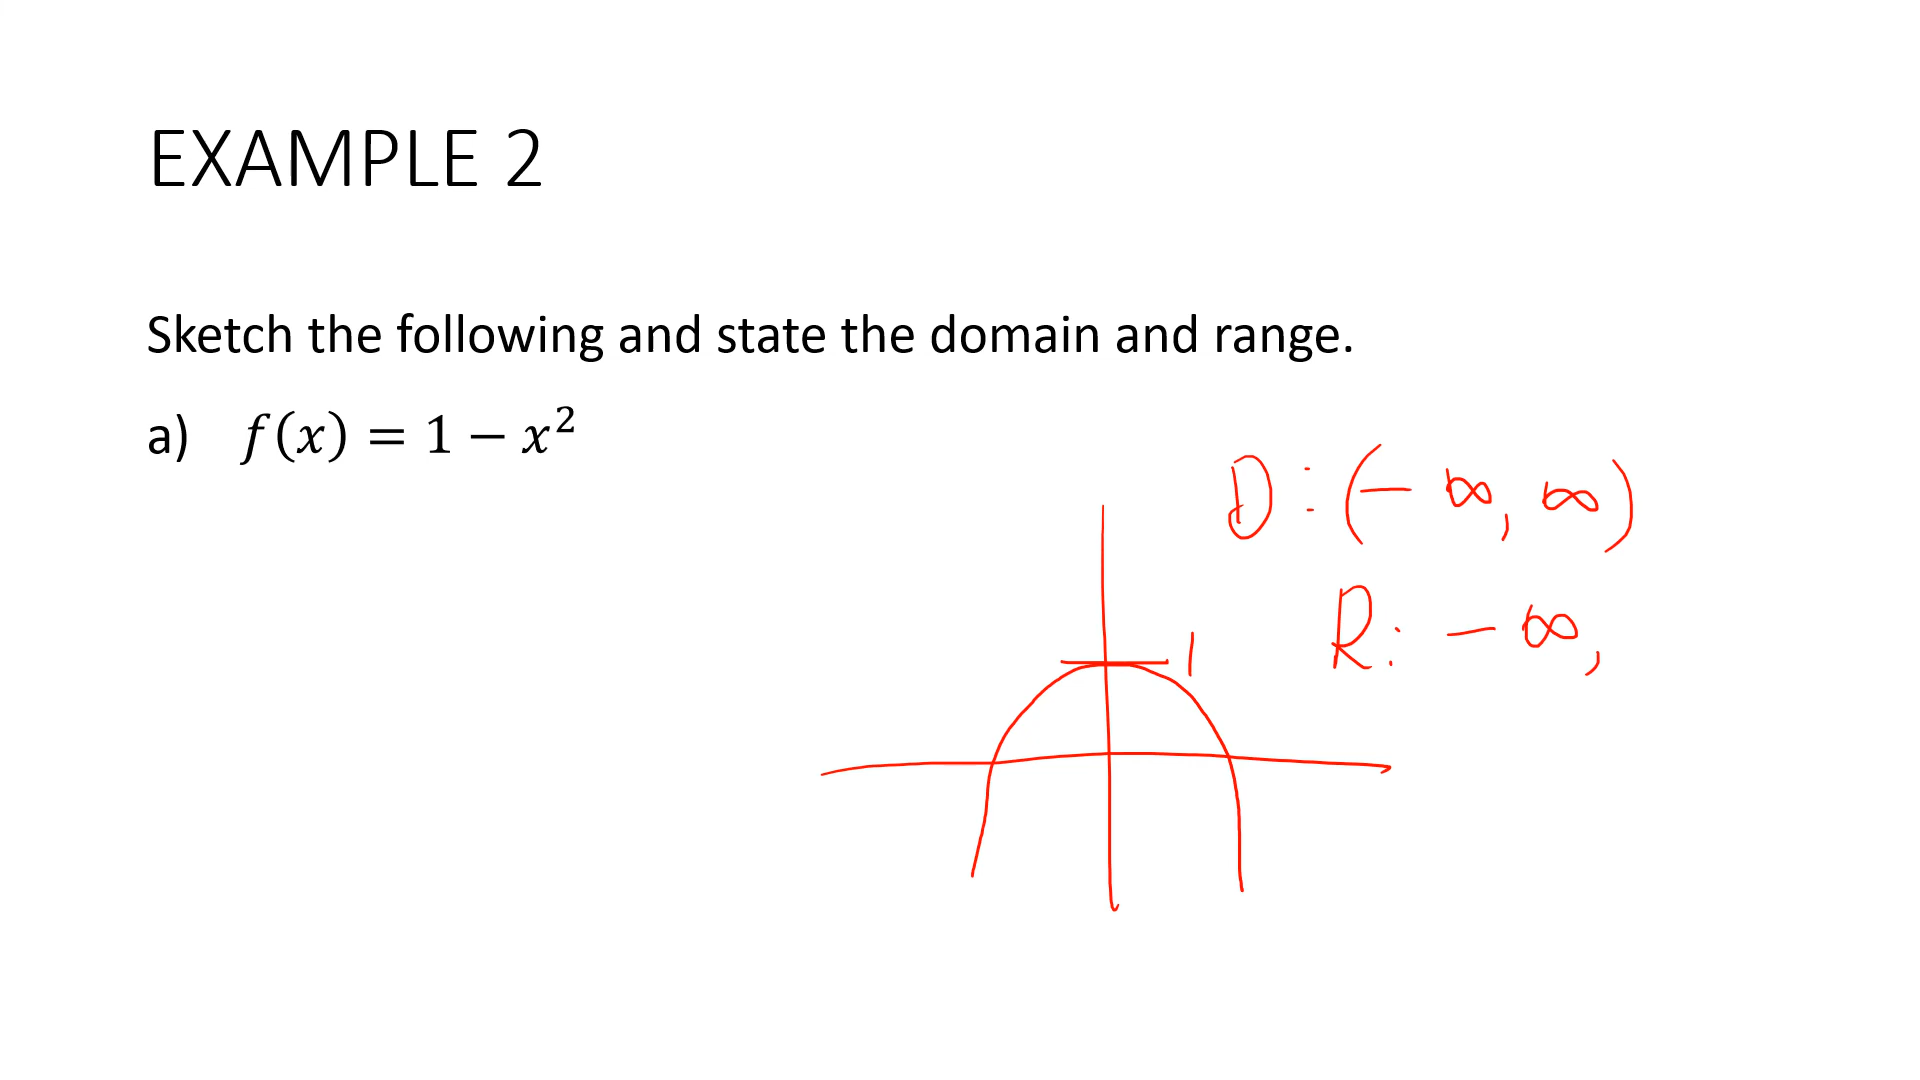 EXAMPLE 2
Sketch the following and state the domain and range.
a) f(x) = 1 − x²
D: (− ∞, ∞)
R: − ∞,
1